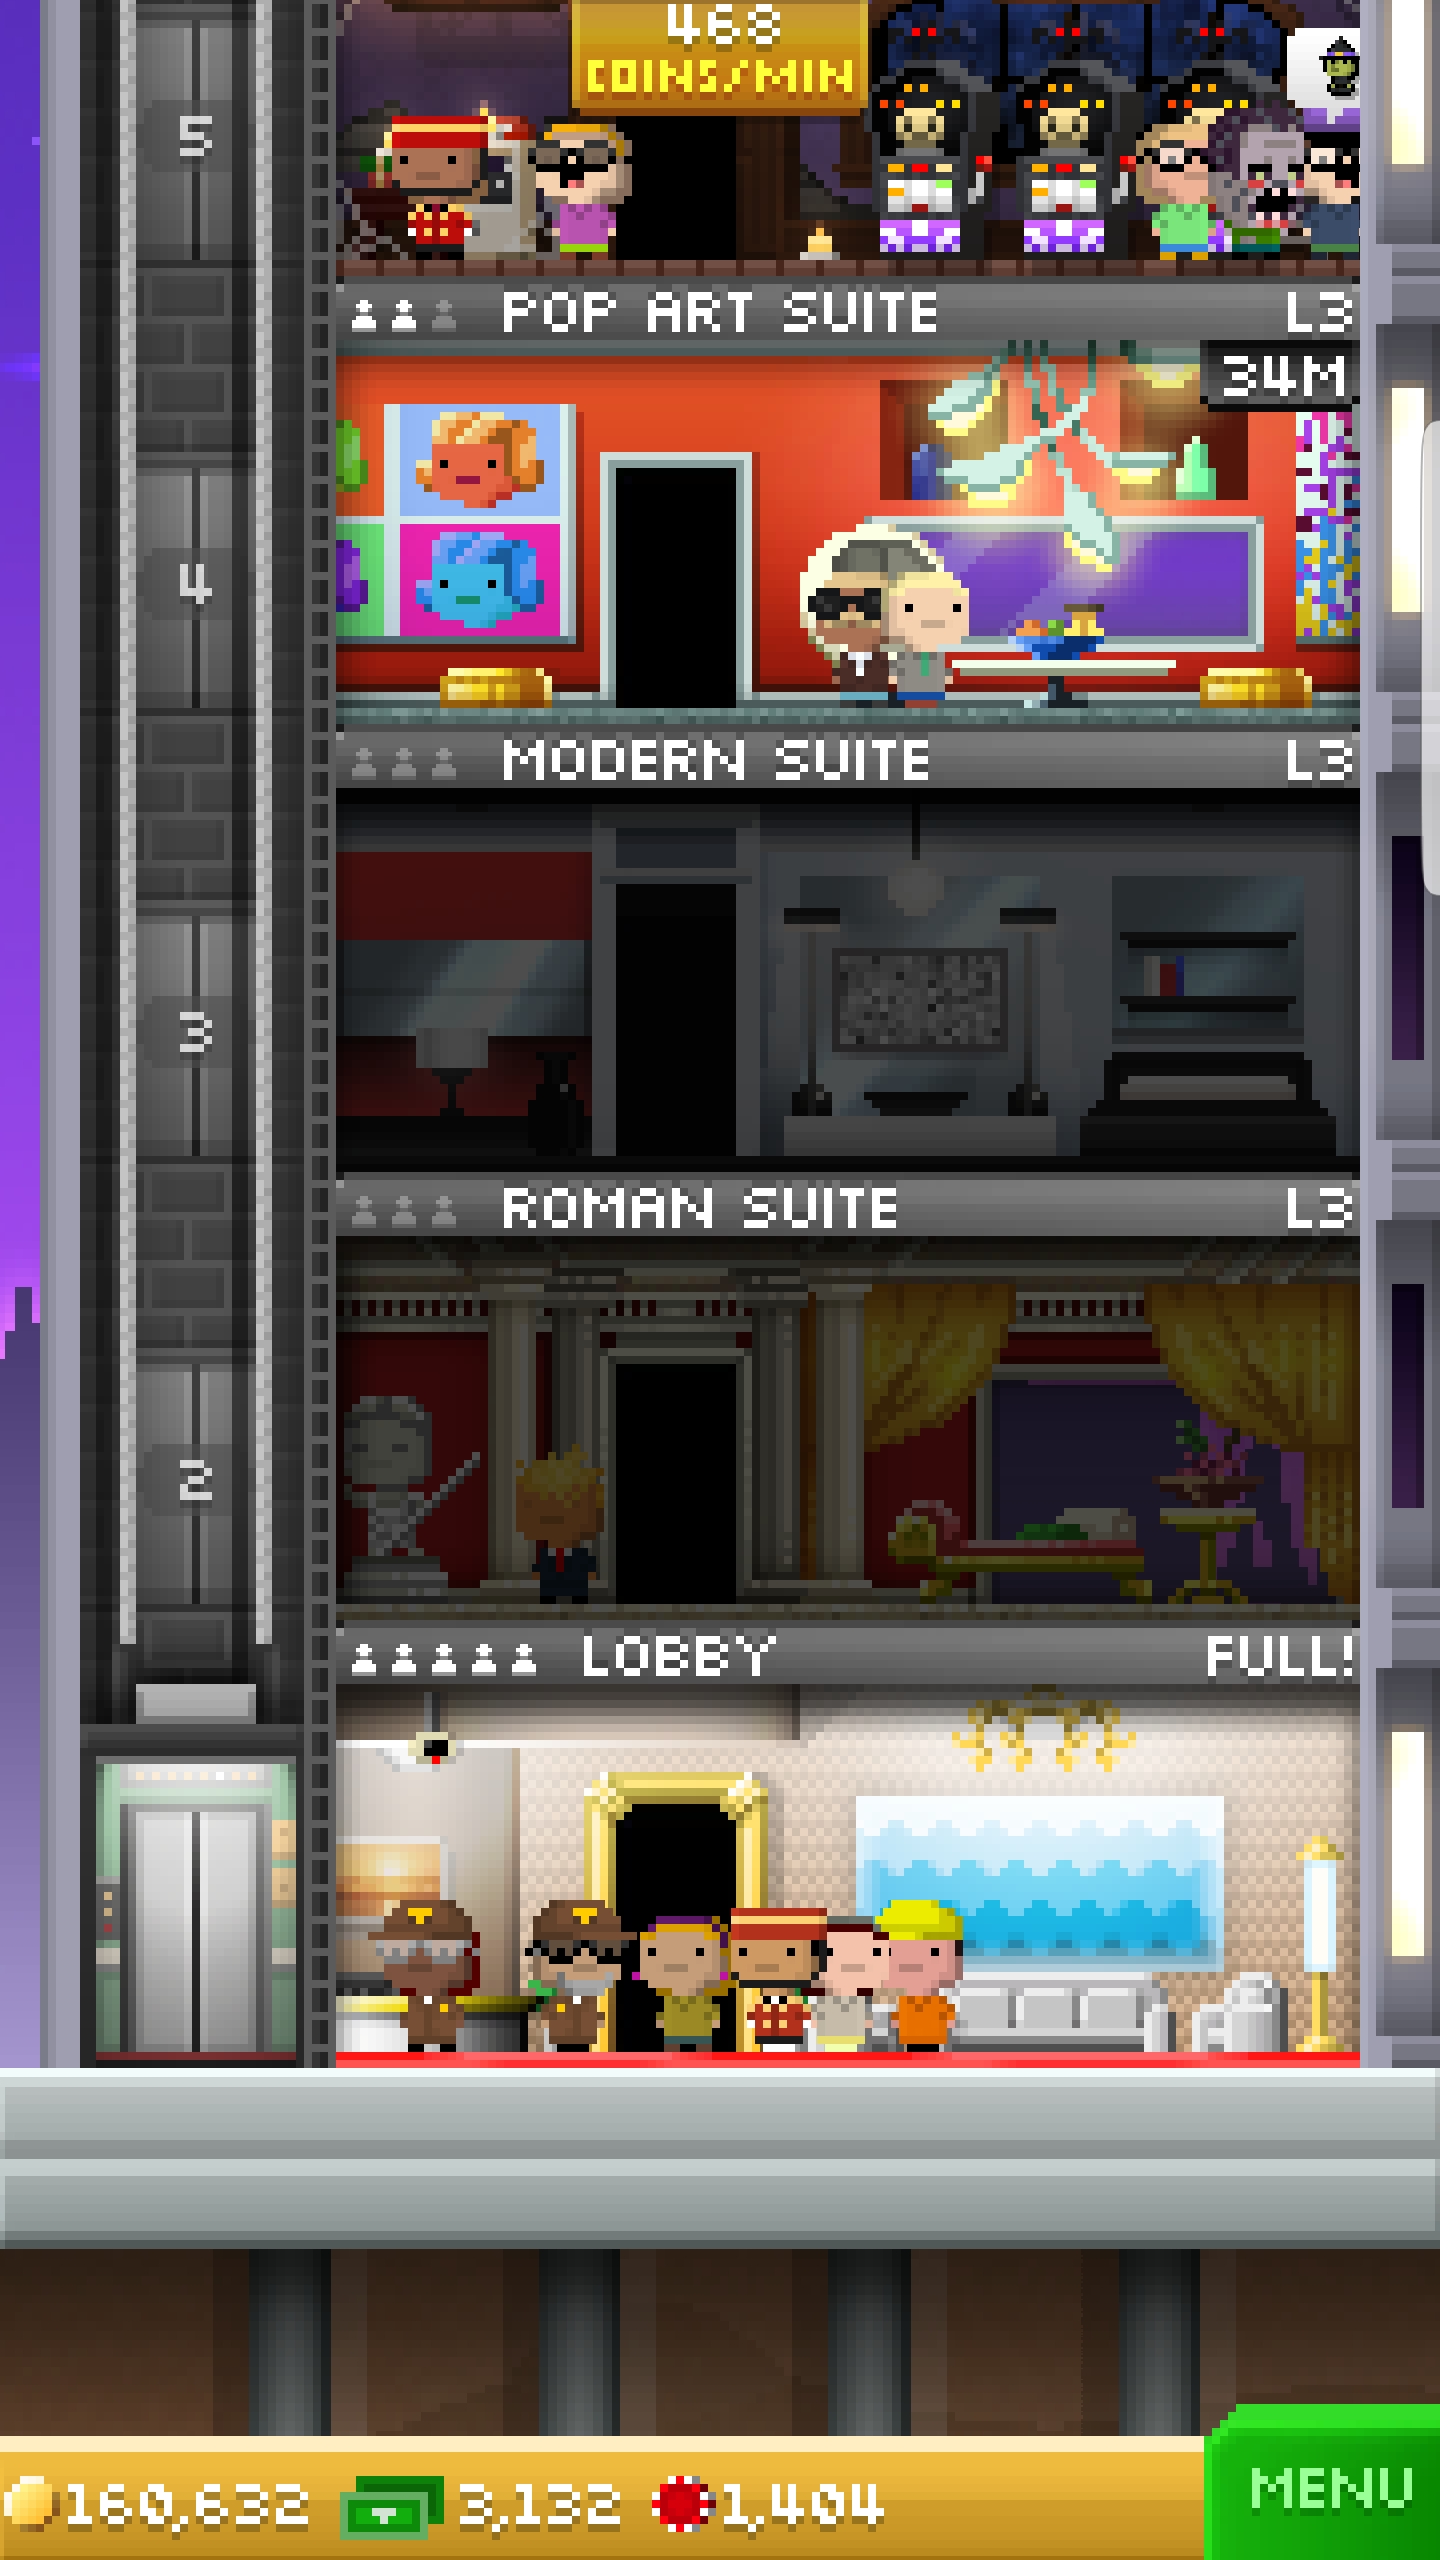 468
COINS/MIN
5
POP ART SUITE L3
34M
4
MODERN SUITE L3
3
ROMAN SUITE L3
2
LOBBY FULL!
160,632 3,132 1,404
MENU